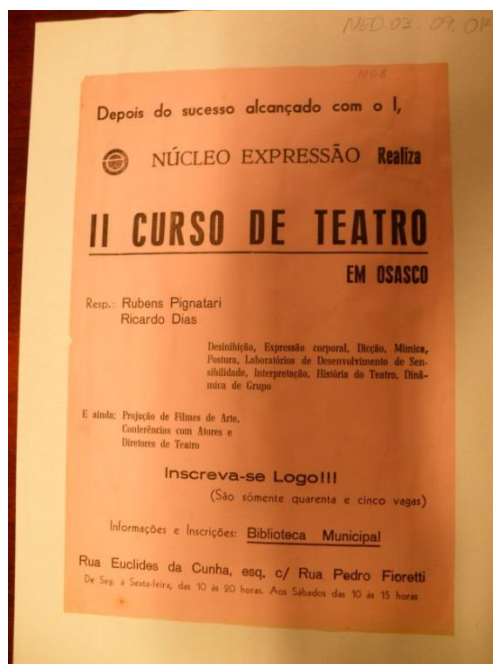 NED 03.09.01
1968
Depois do sucesso alcançado com o I,
NÚCLEO EXPRESSÃO Realiza
II CURSO DE TEATRO
EM OSASCO
Resp.: Rubens Pignatari
Ricardo Dias
Desinibição, Expressão corporal, Dicção, Mímica,
Postura, Laboratórios de Desenvolvimento de Sen-
sibilidade, Interpretação, História do Teatro, Dinâ-
mica de Grupo
E ainda: Projeção de Filmes de Arte,
Conferências com Atores e
Diretores de Teatro
Inscreva-se Logo!!!
(São sòmente quarenta e cinco vagas)
Informações e Inscrições: Biblioteca Municipal
Rua Euclides da Cunha, esq. c/ Rua Pedro Fioretti
De Seg. à Sexta-feira, das 10 às 20 horas. Aos Sábados das 10 às 15 horas